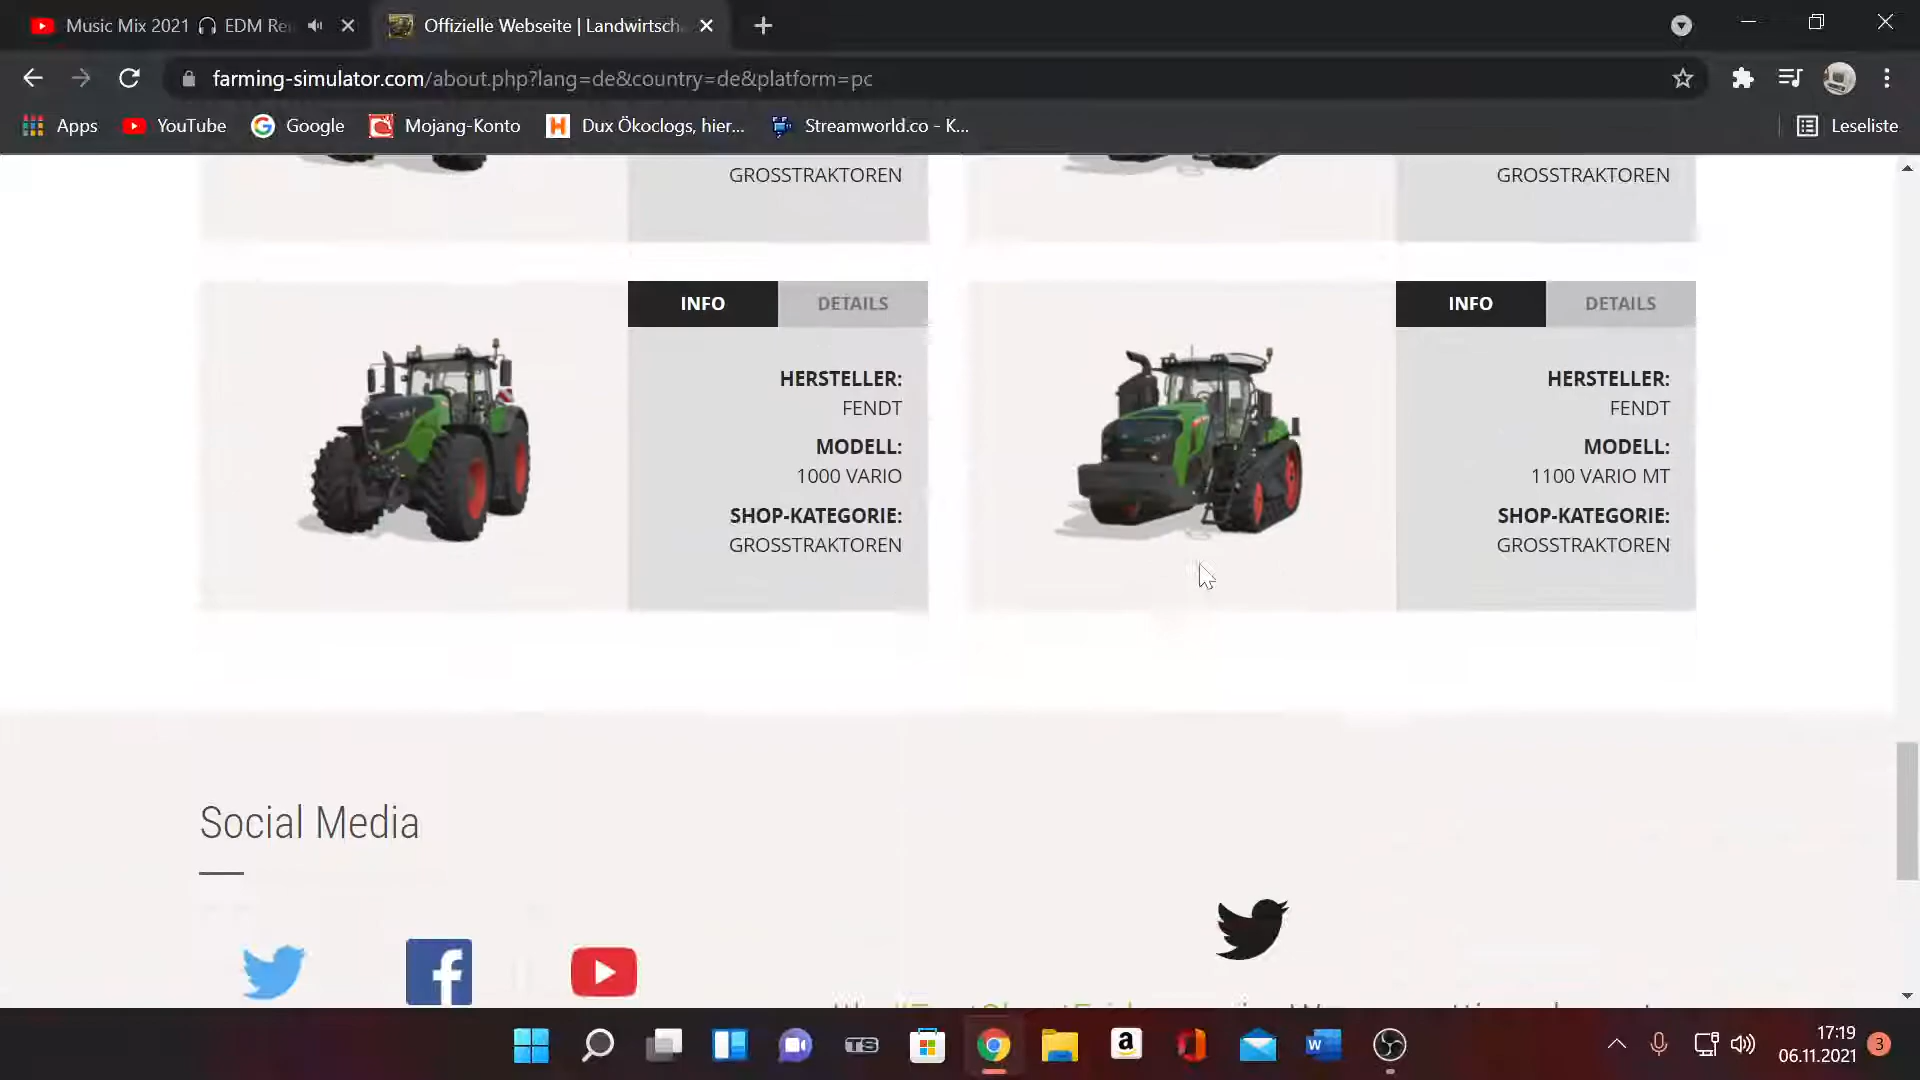 Music Mix 2021 🎧 EDM Re
Offizielle Webseite | Landwirtsch
farming-simulator.com/about.php?lang=de&country=de&platform=pc
Apps
YouTube
Google
Mojang-Konto
Dux Ökoclogs, hier...
Streamworld.co - K...
Leseliste
GROSSTRAKTOREN
GROSSTRAKTOREN
INFO
DETAILS
HERSTELLER:
FENDT
MODELL:
1000 VARIO
SHOP-KATEGORIE:
GROSSTRAKTOREN
INFO
DETAILS
HERSTELLER:
FENDT
MODELL:
1100 VARIO MT
SHOP-KATEGORIE:
GROSSTRAKTOREN
Social Media
17:19
06.11.2021
3